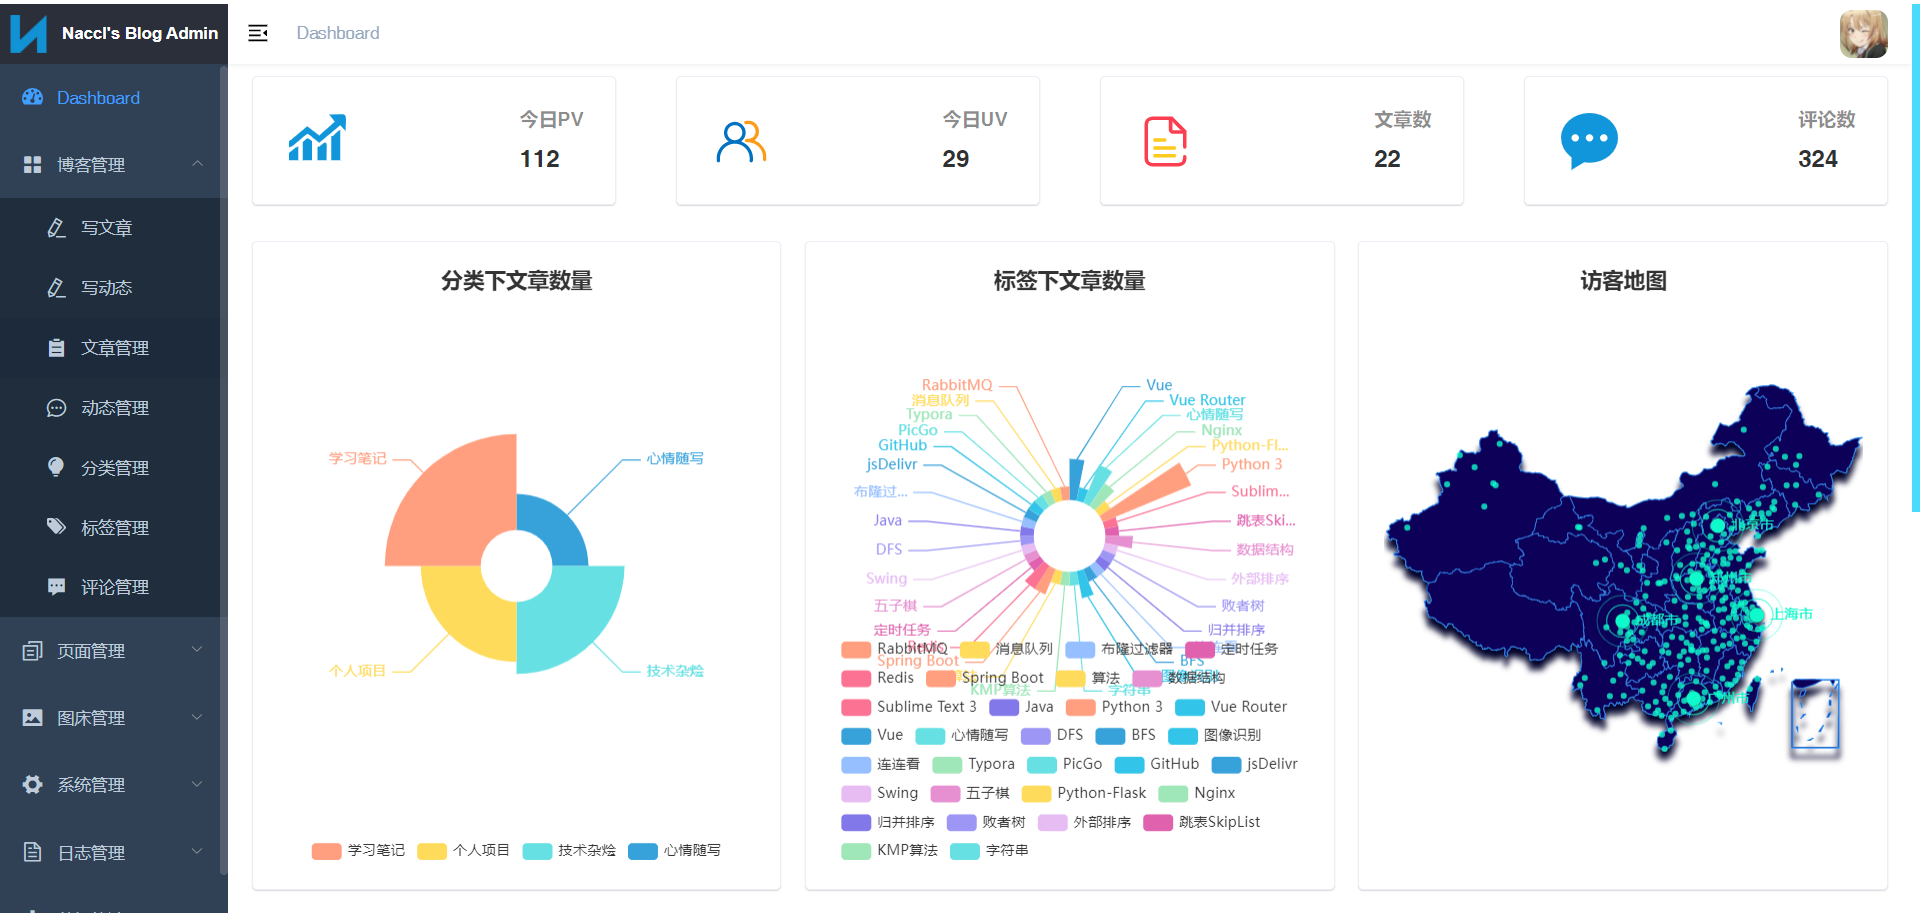 Naccl's Blog Admin
Dashboard
Dashboard
博客管理
写文章
写动态
文章管理
动态管理
分类管理
标签管理
评论管理
页面管理
图床管理
系统管理
日志管理
今日PV
112
今日UV
29
文章数
22
评论数
324
分类下文章数量
学习笔记
心情随写
个人项目
技术杂烩
学习笔记 个人项目 技术杂烩 心情随写
标签下文章数量
RabbitMQ
消息队列
Typora
PicGo
GitHub
jsDelivr
布隆过...
Java
DFS
Swing
五子棋
定时任务
Redis
Spring Boot
算法
KMP算法
Vue
Vue Router
心情随写
Nginx
Python-Fl...
Python 3
Sublim...
跳表Ski...
数据结构
外部排序
败者树
归并排序
BFS
图像识别
字符串
RabbitMQ 消息队列 布隆过滤器 定时任务
Redis Spring Boot 算法 数据结构
Sublime Text 3 Java Python 3 Vue Router
Vue 心情随写 DFS BFS 图像识别
连连看 Typora PicGo GitHub jsDelivr
Swing 五子棋 Python-Flask Nginx
归并排序 败者树 外部排序 跳表SkipList
KMP算法 字符串
访客地图
北京市
上海市
成都市
广州市